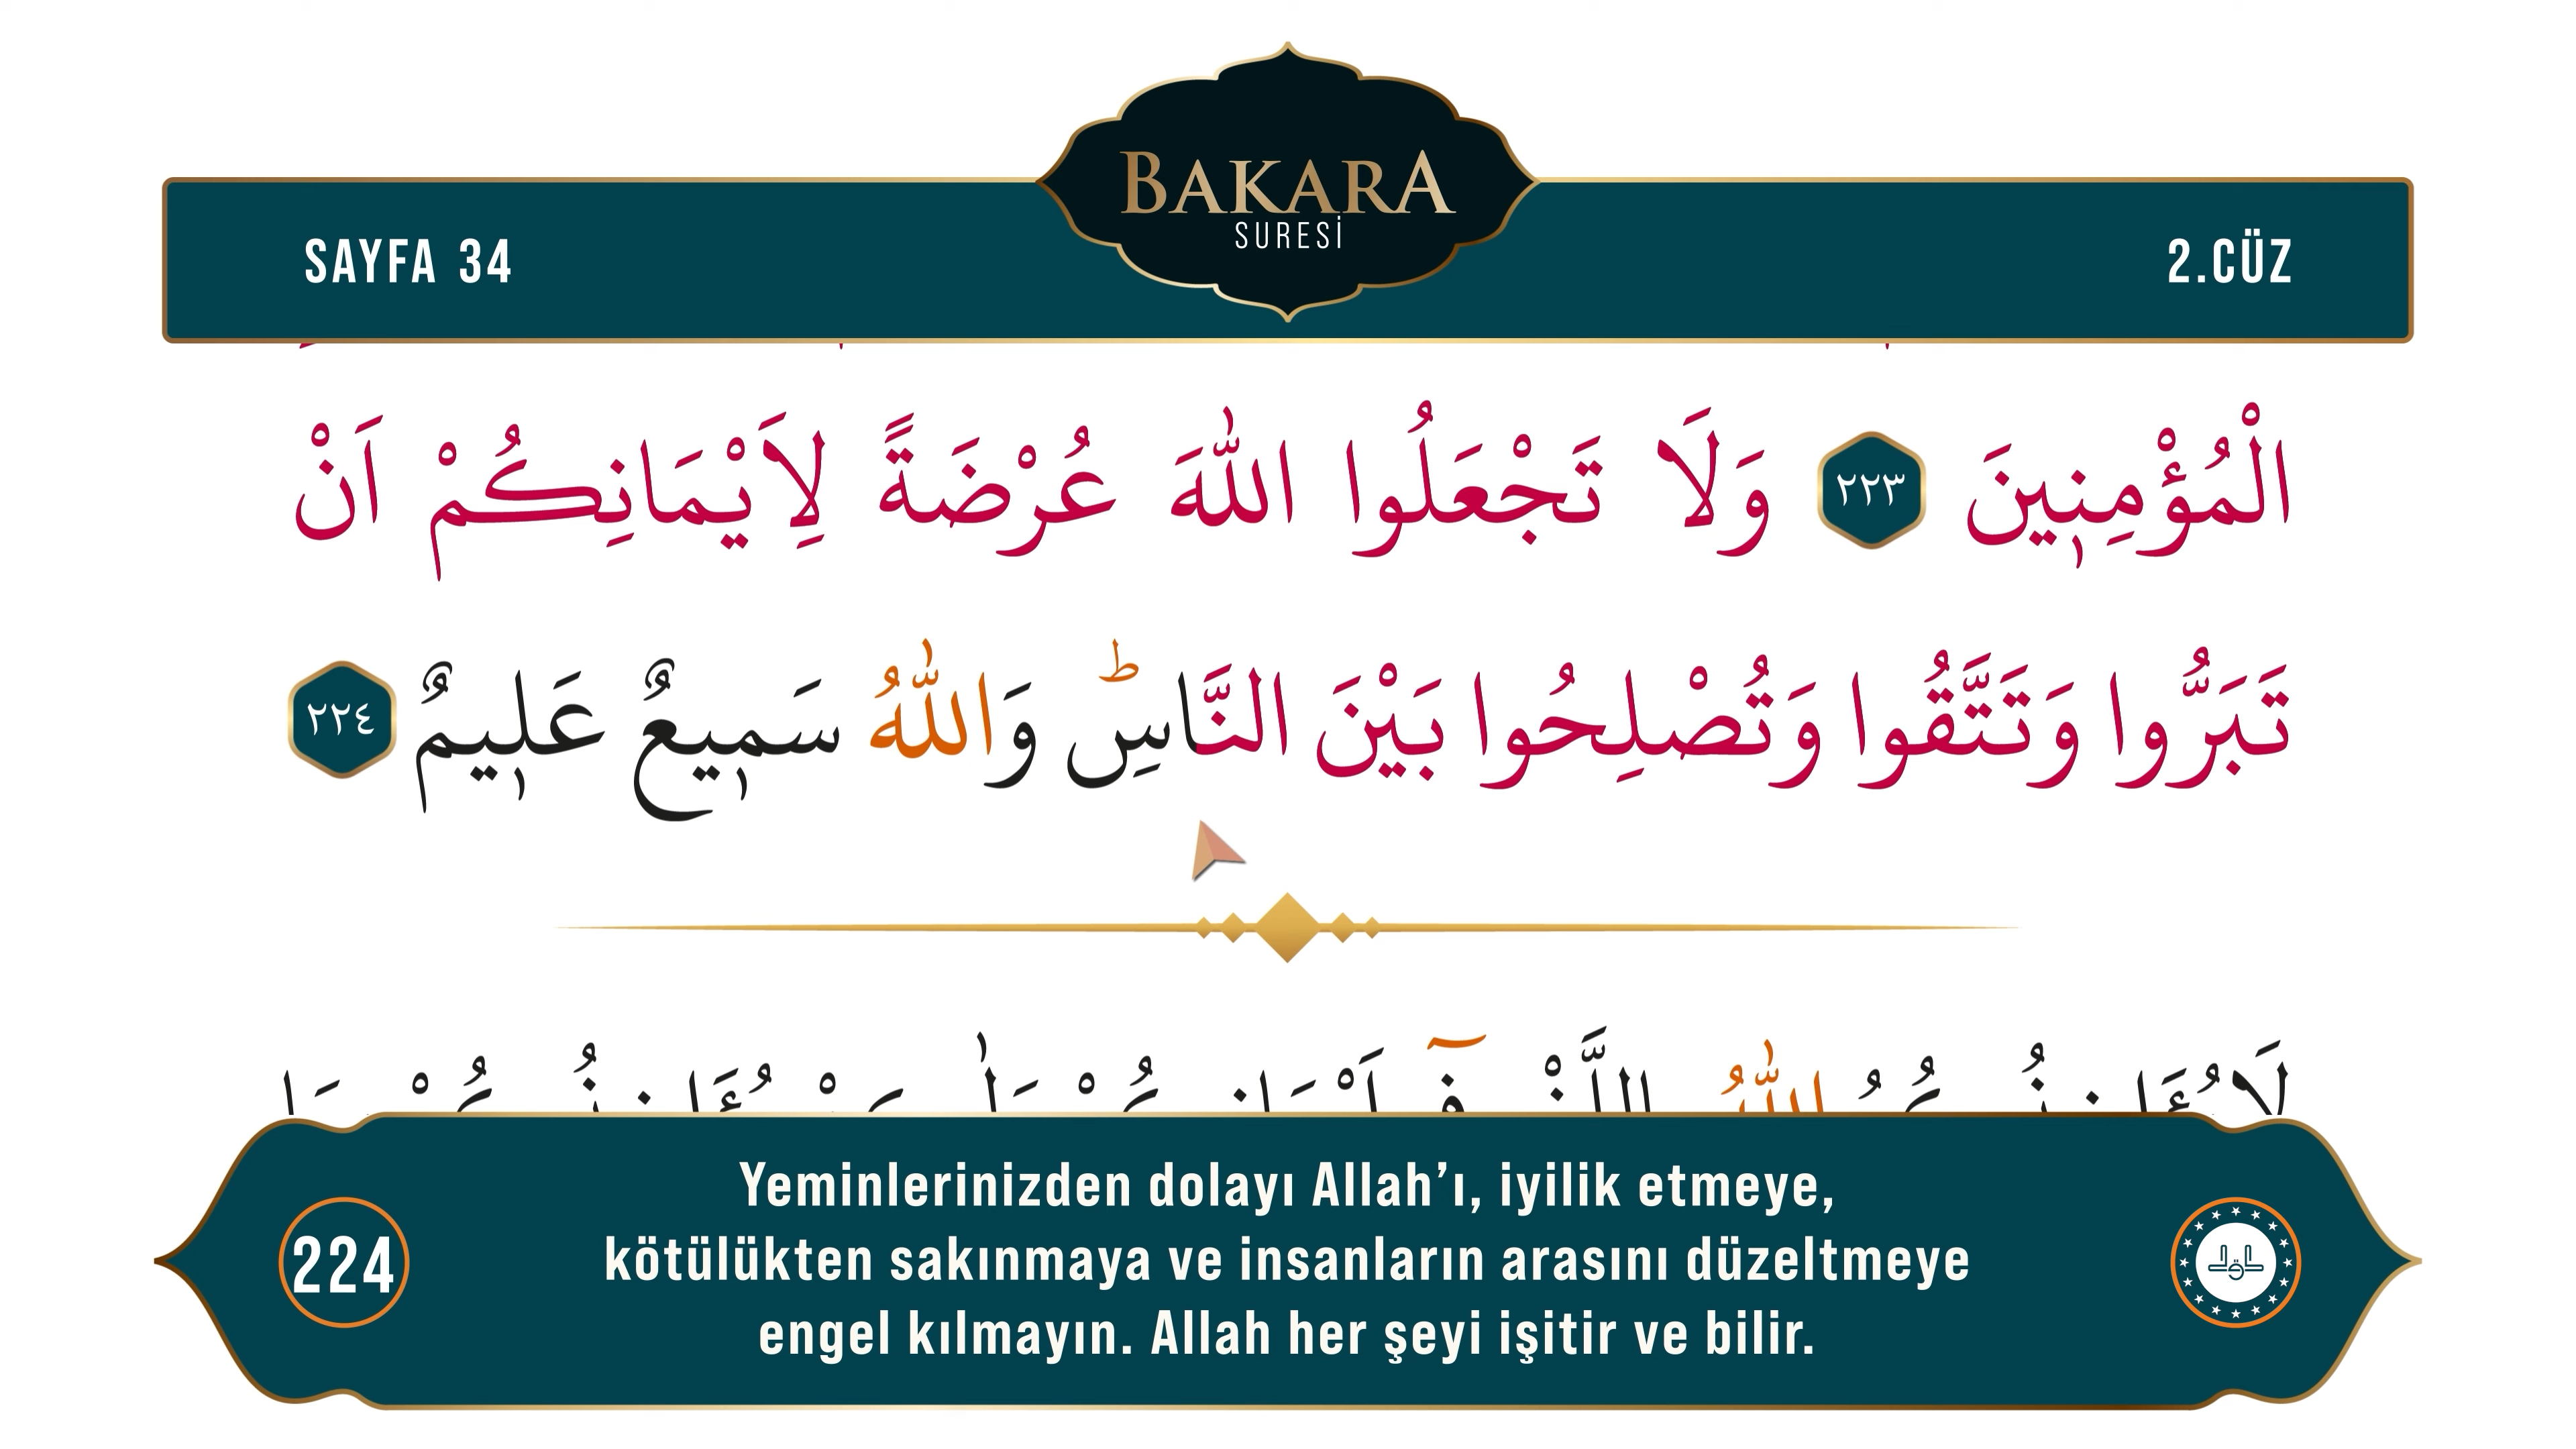 BAKARA
SURESİ
SAYFA 34
2.CÜZ
الْمُؤْمِنٖينَ ٢٢٣ وَلَا تَجْعَلُوا اللّٰهَ عُرْضَةً لِاَيْمَانِكُمْ اَنْ
تَبَرُّوا وَتَتَّقُوا وَتُصْلِحُوا بَيْنَ النَّاسِۜ وَاللّٰهُ سَمٖيعٌ عَلٖيمٌ ٢٢٤
224
Yeminlerinizden dolayı Allah’ı, iyilik etmeye,
kötülükten sakınmaya ve insanların arasını düzeltmeye
engel kılmayın. Allah her şeyi işitir ve bilir.